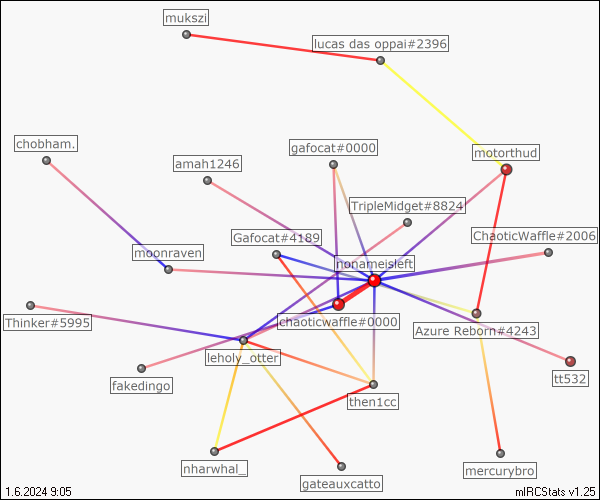 mukszi
lucas das oppai#2396
chobham.
gafocat#0000
motorthud
amah1246
TripleMidget#8824
Gafocat#4189
ChaoticWaffle#2006
moonraven
nonameisleft
Thinker#5995
chaoticwaffle#0000
Azure Reborn#4243
leholy_otter
fakedingo
tt532
then1cc
nharwhal_
gateauxcatto
mercurybro
1.6.2024 9:05
mIRCStats v1.25